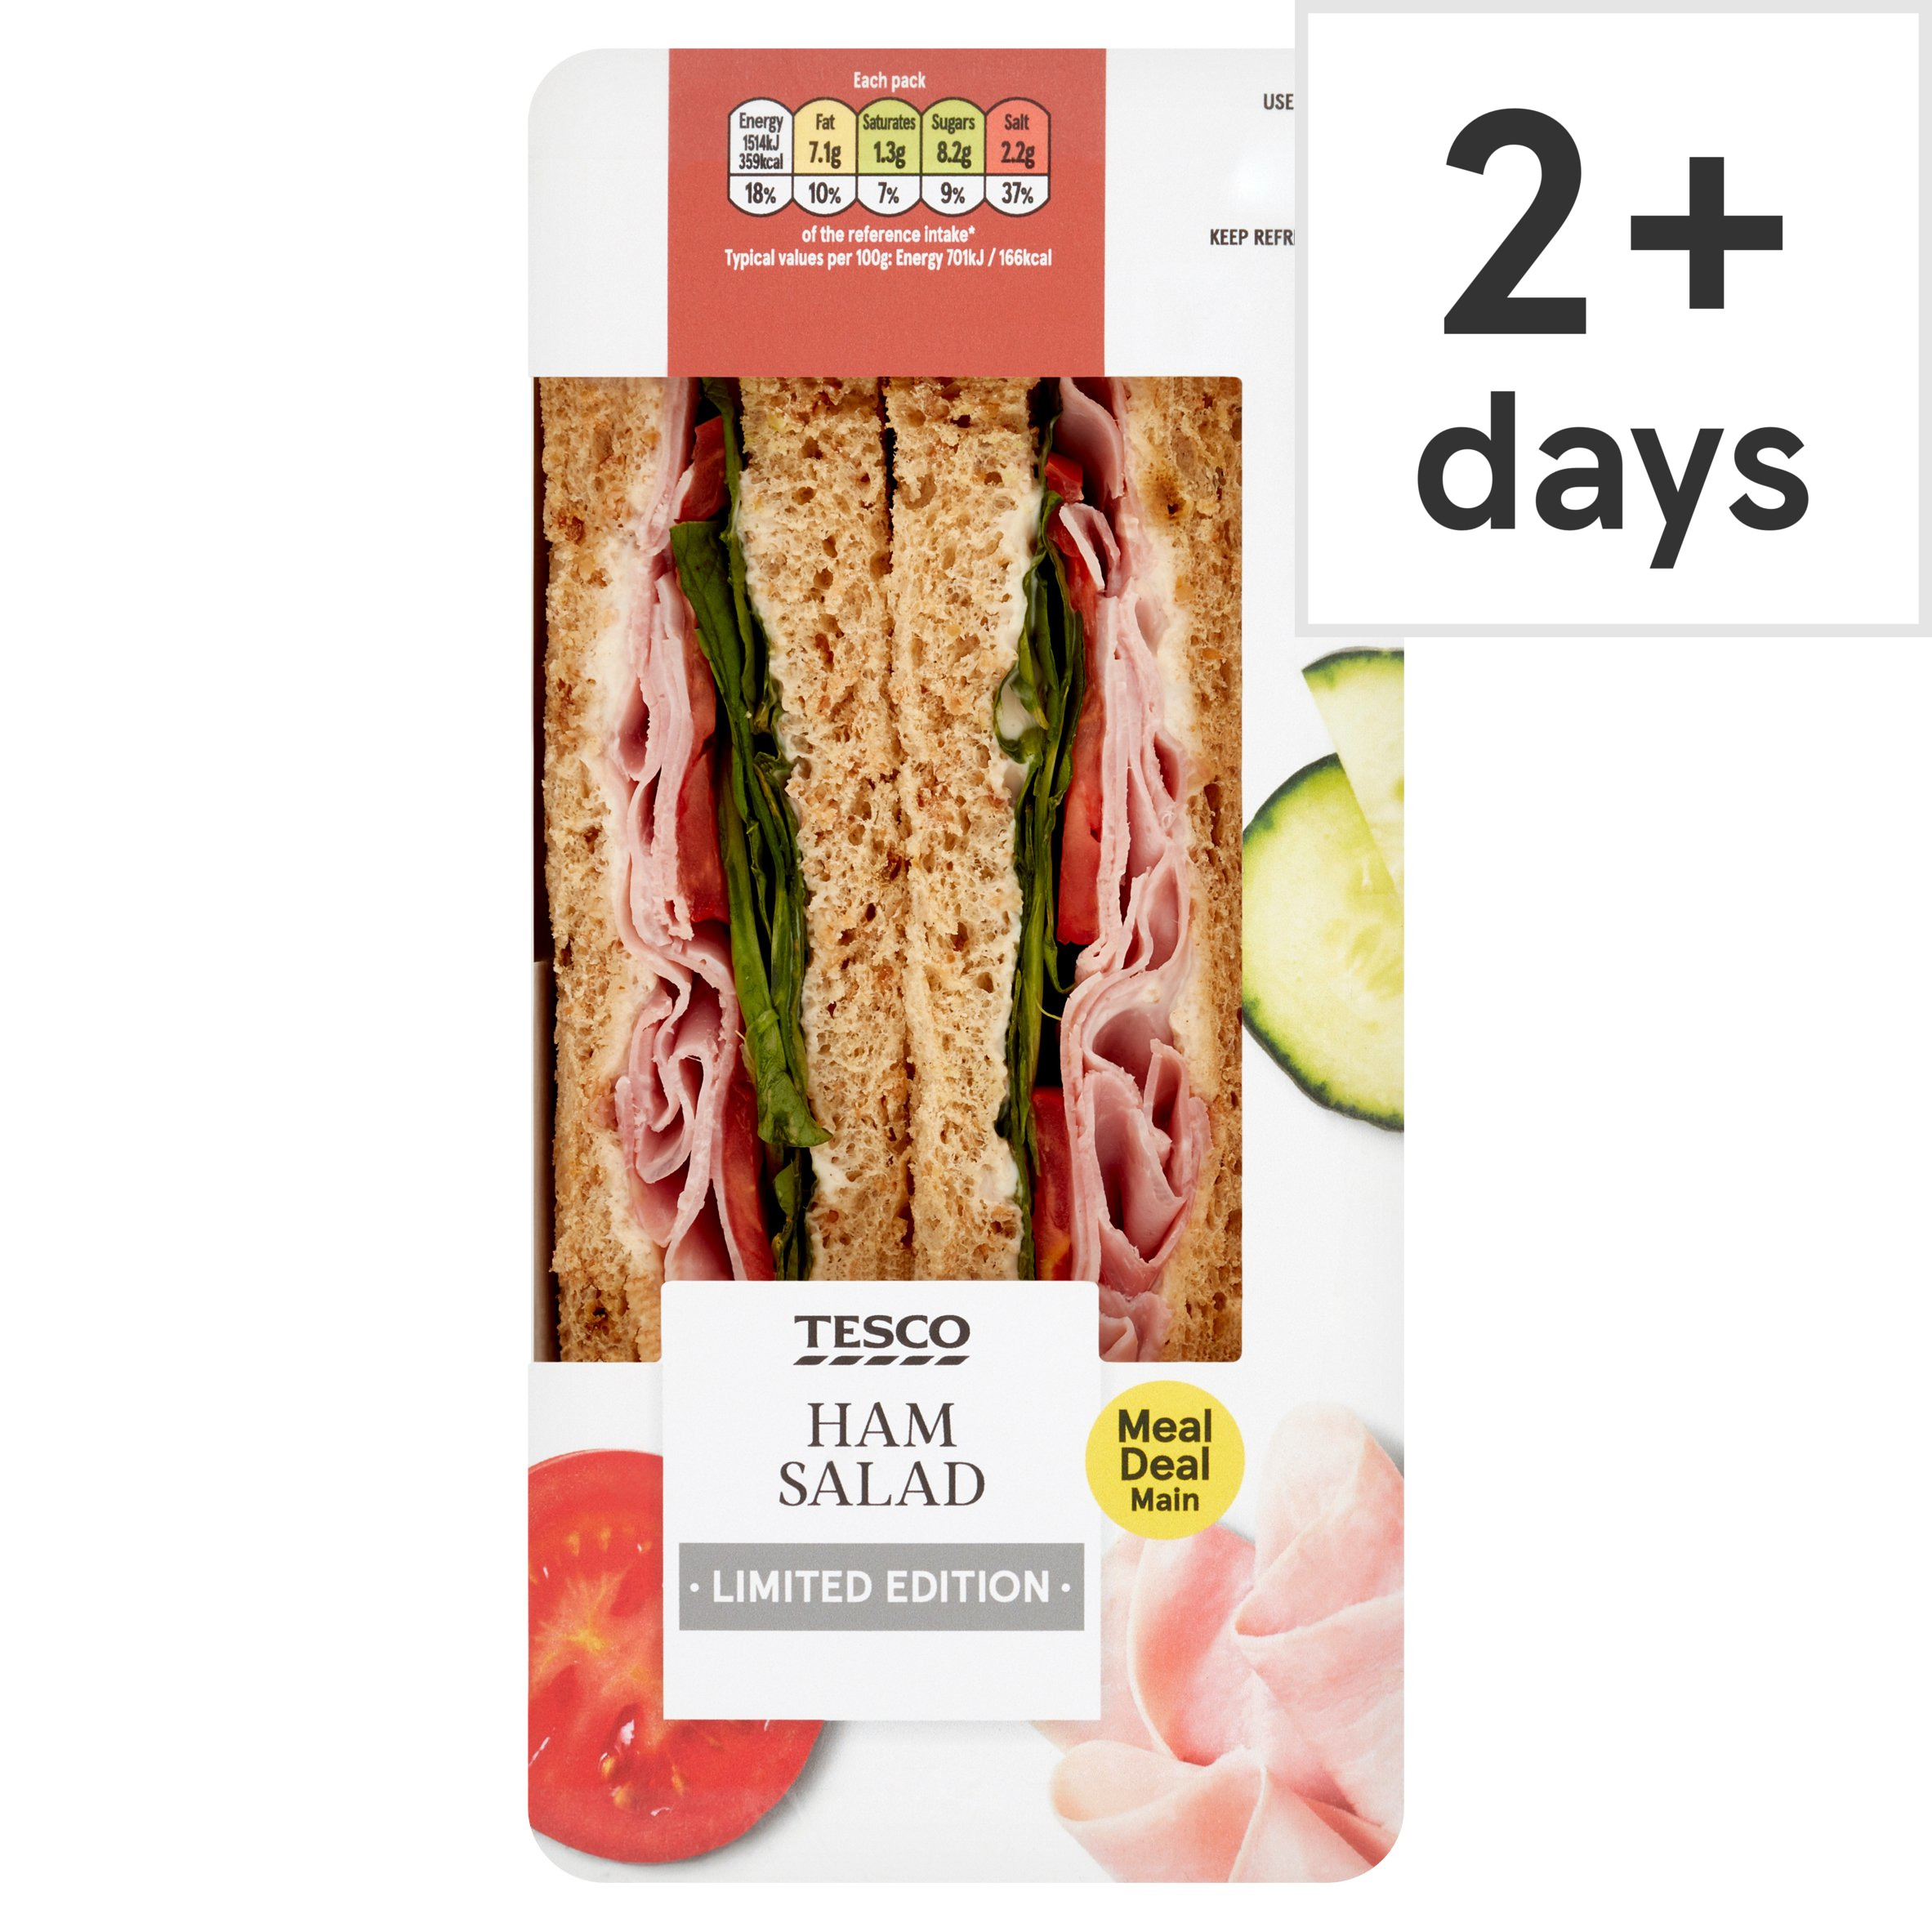 Each pack
Energy
1514kJ
359kcal
18%
Fat
7.1g
10%
Saturates
1.3g
7%
Sugars
8.2g
9%
Salt
2.2g
37%
of the reference intake*
Typical values per 100g: Energy 701kJ / 166kcal
USE
KEEP REFR
2+
days
TESCO
HAM
SALAD
• LIMITED EDITION •
Meal
Deal
Main